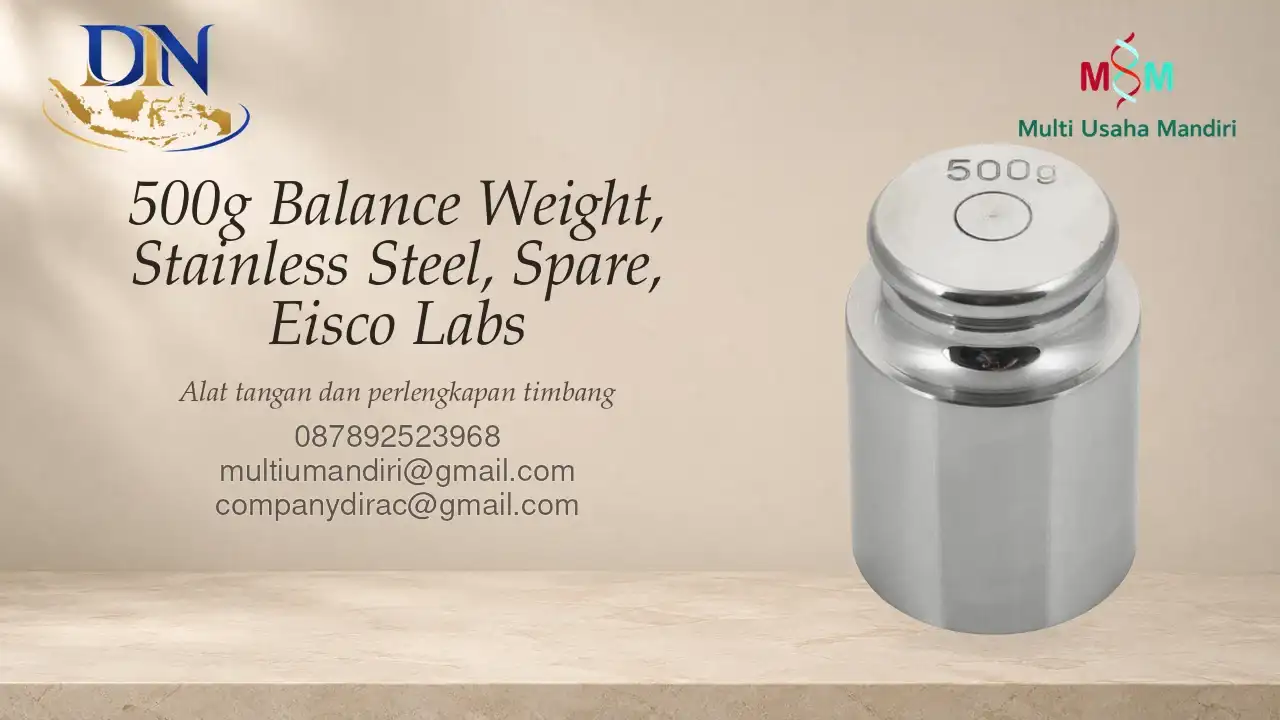 DN
M M
Multi Usaha Mandiri
500g
500g Balance Weight,
Stainless Steel, Spare,
Eisco Labs
Alat tangan dan perlengkapan timbang
087892523968
multiumandiri@gmail.com
companydirac@gmail.com